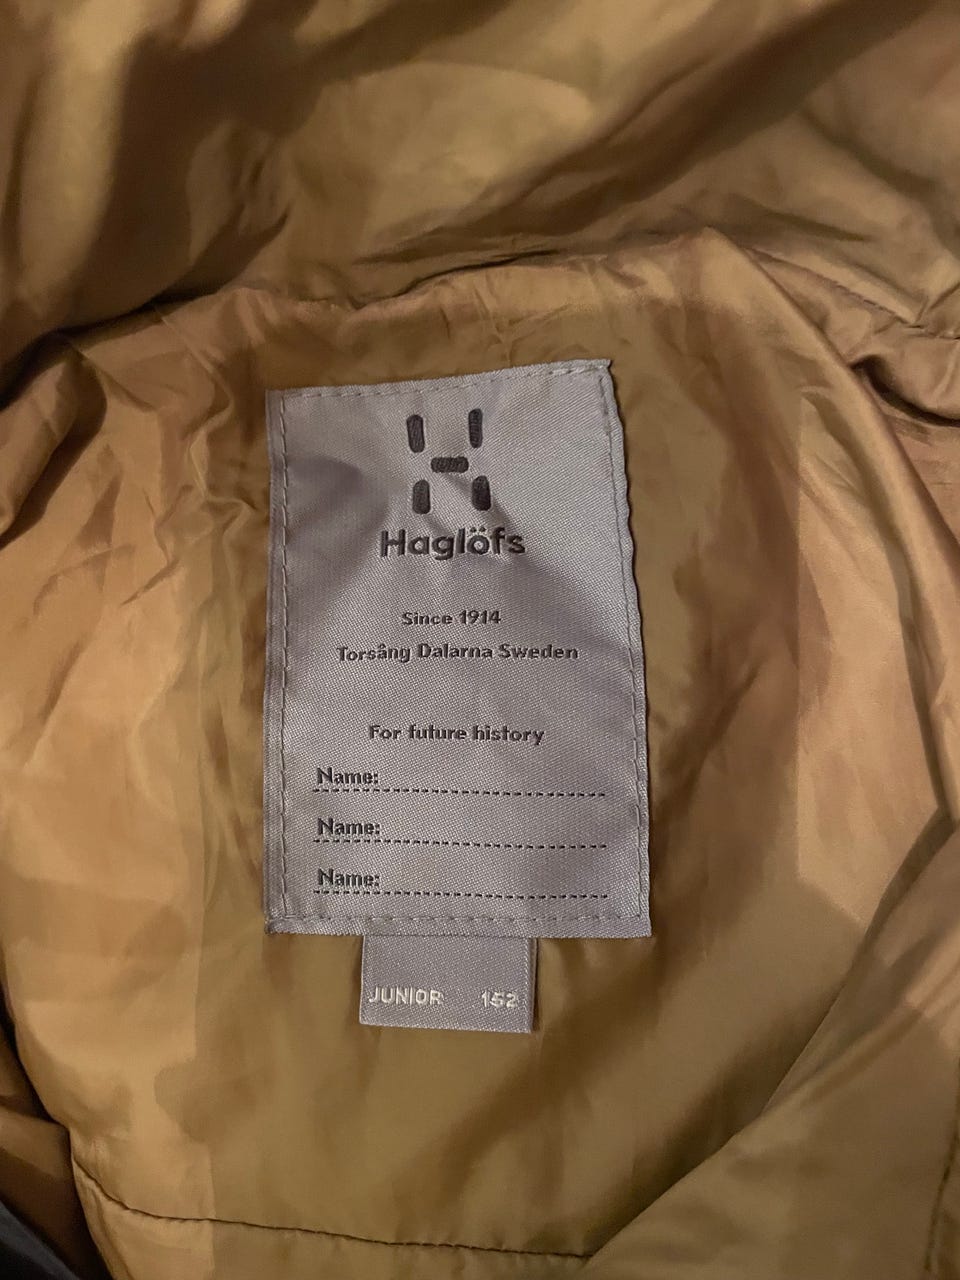 Haglöfs
Since 1914
Torsång Dalarna Sweden
For future history
Name:
Name:
Name:
JUNIOR 152